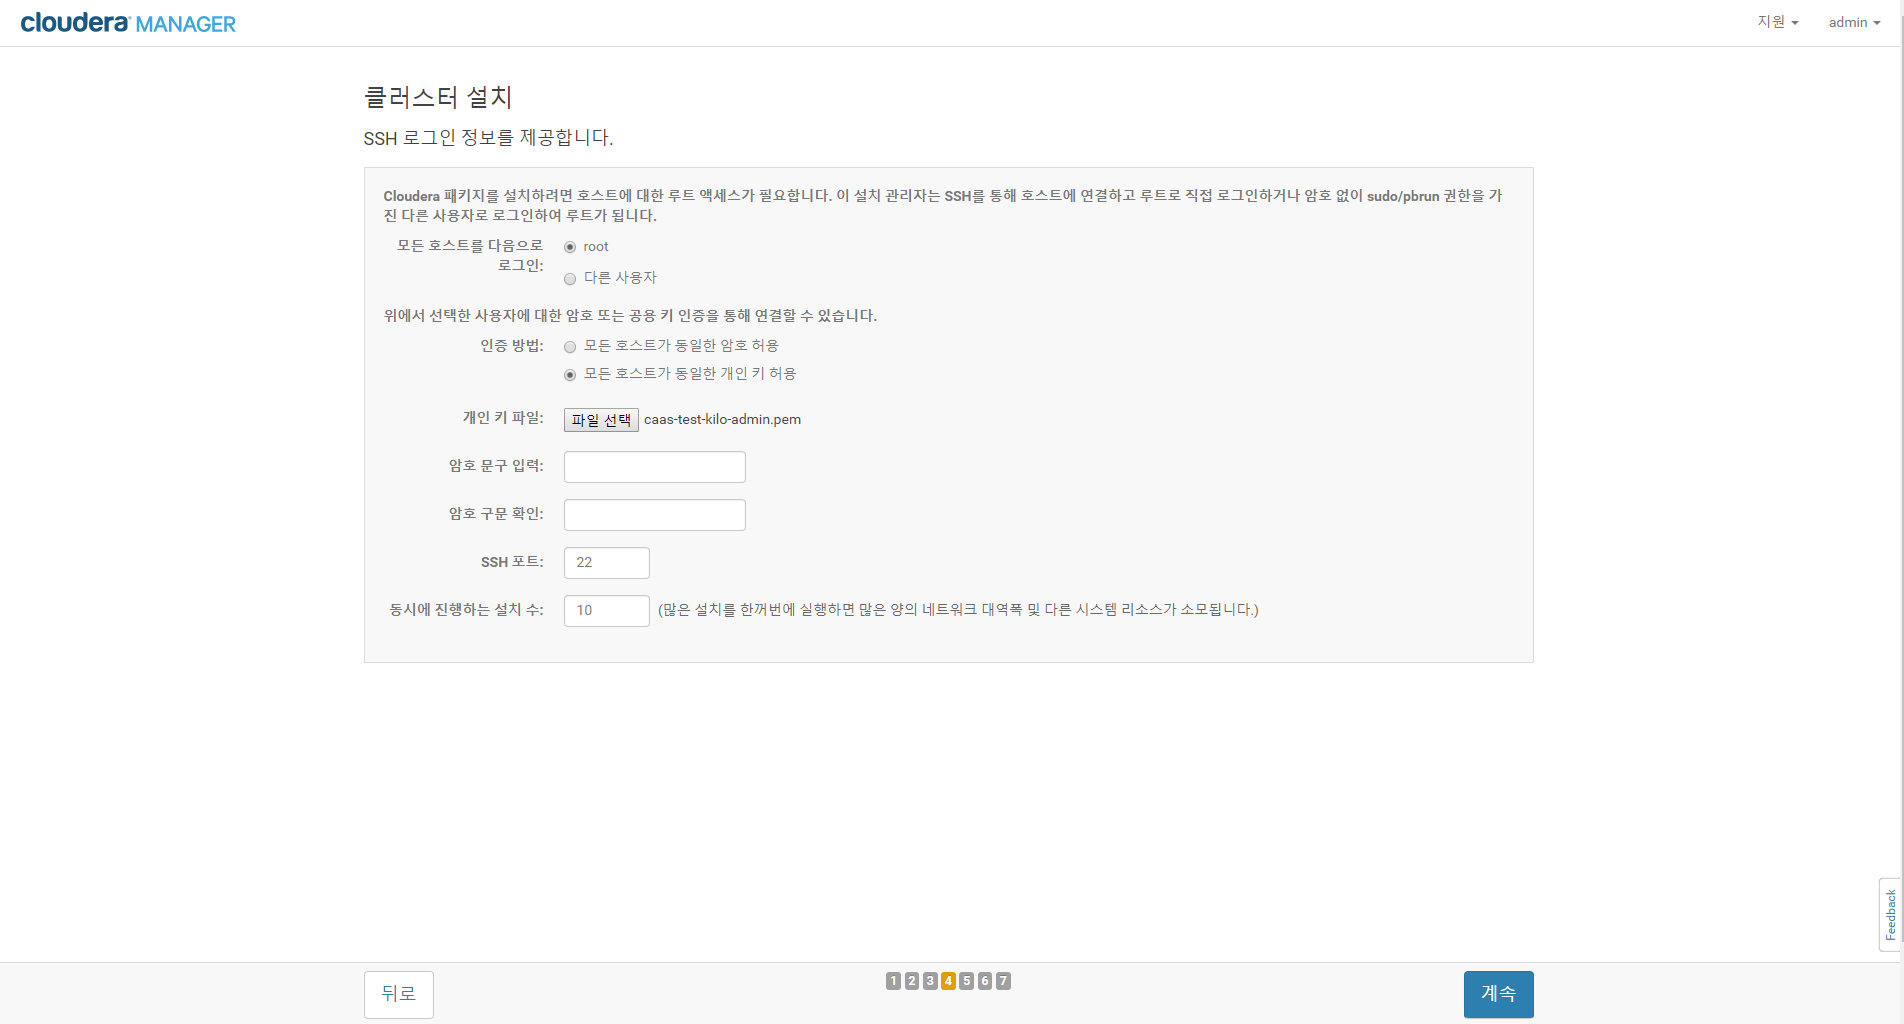 cloudera MANAGER
지원
admin
클러스터 설치
SSH 로그인 정보를 제공합니다.
Cloudera 패키지를 설치하려면 호스트에 대한 루트 액세스가 필요합니다. 이 설치 관리자는 SSH를 통해 호스트에 연결하고 루트로 직접 로그인하거나 암호 없이 sudo/pbrun 권한을 가
진 다른 사용자로 로그인하여 루트가 됩니다.
모든 호스트를 다음으로
로그인:
root
다른 사용자
위에서 선택한 사용자에 대한 암호 또는 공용 키 인증을 통해 연결할 수 있습니다.
인증 방법:
모든 호스트가 동일한 암호 허용
모든 호스트가 동일한 개인 키 허용
개인 키 파일:
파일 선택 caas-test-kilo-admin.pem
암호 문구 입력:
암호 구문 확인:
SSH 포트:
22
동시에 진행하는 설치 수:
10
(많은 설치를 한꺼번에 실행하면 많은 양의 네트워크 대역폭 및 다른 시스템 리소스가 소모됩니다.)
Feedback
뒤로
1 2 3 4 5 6 7
계속